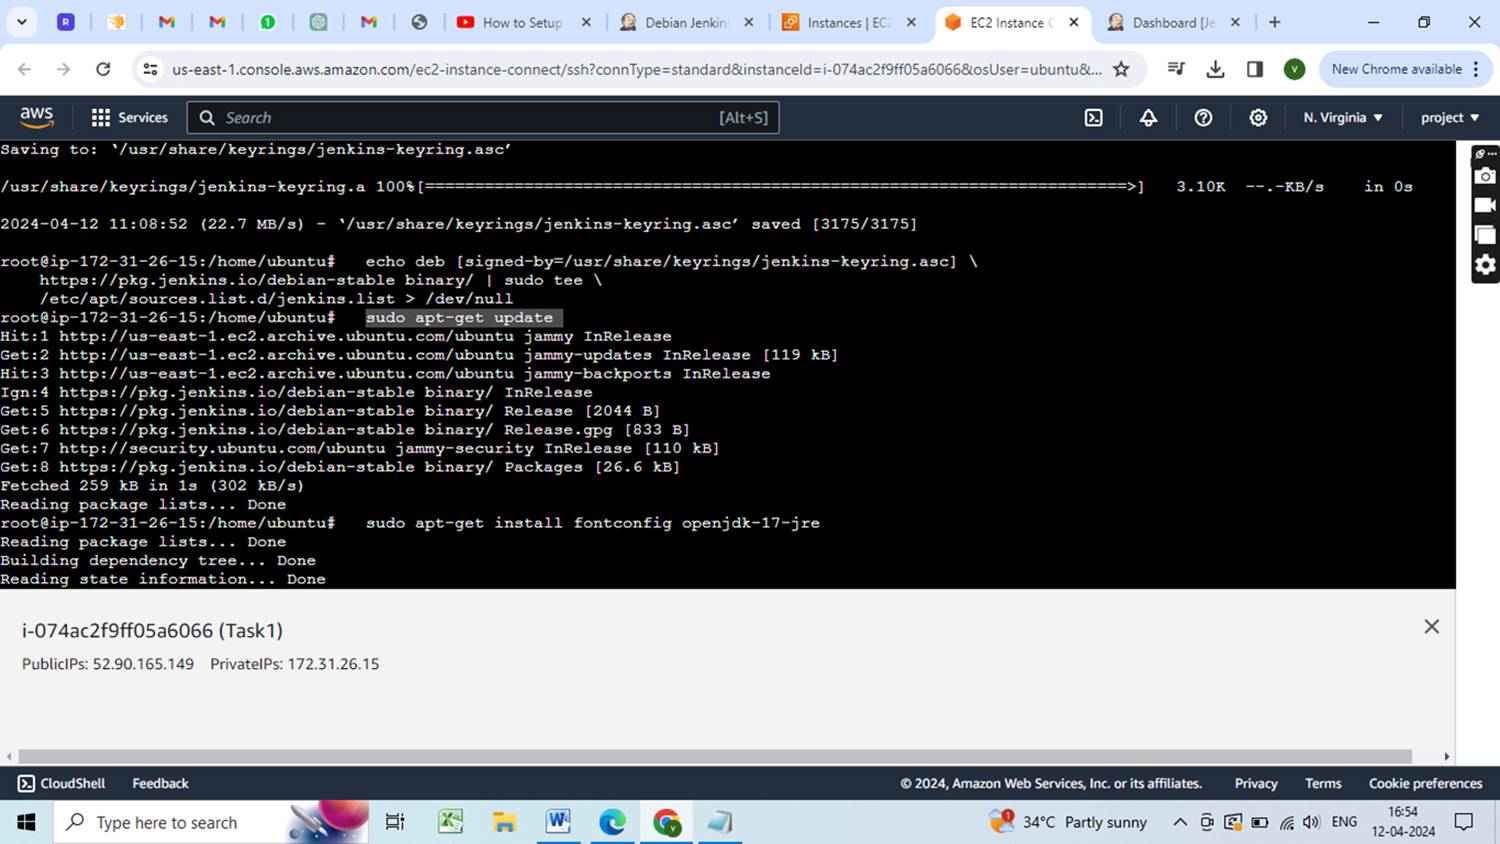 How to Setup
Debian Jenkin
Instances | EC2
EC2 Instance C
Dashboard [Je
us-east-1.console.aws.amazon.com/ec2-instance-connect/ssh?connType=standard&instanceId=i-074ac2f9ff05a6066&osUser=ubuntu&...
V
New Chrome available
aws
Services
Search
[Alt+S]
N. Virginia
project
Saving to: ‘/usr/share/keyrings/jenkins-keyring.asc’
/usr/share/keyrings/jenkins-keyring.a 100%[=======================================================================>] 3.10K --.-KB/s in 0s
2024-04-12 11:08:52 (22.7 MB/s) - ‘/usr/share/keyrings/jenkins-keyring.asc’ saved [3175/3175]
root@ip-172-31-26-15:/home/ubuntu# echo deb [signed-by=/usr/share/keyrings/jenkins-keyring.asc] \
https://pkg.jenkins.io/debian-stable binary/ | sudo tee \
/etc/apt/sources.list.d/jenkins.list > /dev/null
root@ip-172-31-26-15:/home/ubuntu# sudo apt-get update
Hit:1 http://us-east-1.ec2.archive.ubuntu.com/ubuntu jammy InRelease
Get:2 http://us-east-1.ec2.archive.ubuntu.com/ubuntu jammy-updates InRelease [119 kB]
Hit:3 http://us-east-1.ec2.archive.ubuntu.com/ubuntu jammy-backports InRelease
Ign:4 https://pkg.jenkins.io/debian-stable binary/ InRelease
Get:5 https://pkg.jenkins.io/debian-stable binary/ Release [2044 B]
Get:6 https://pkg.jenkins.io/debian-stable binary/ Release.gpg [833 B]
Get:7 http://security.ubuntu.com/ubuntu jammy-security InRelease [110 kB]
Get:8 https://pkg.jenkins.io/debian-stable binary/ Packages [26.6 kB]
Fetched 259 kB in 1s (302 kB/s)
Reading package lists... Done
root@ip-172-31-26-15:/home/ubuntu# sudo apt-get install fontconfig openjdk-17-jre
Reading package lists... Done
Building dependency tree... Done
Reading state information... Done
i-074ac2f9ff05a6066 (Task1)
PublicIPs: 52.90.165.149 PrivateIPs: 172.31.26.15
CloudShell
Feedback
© 2024, Amazon Web Services, Inc. or its affiliates.
Privacy
Terms
Cookie preferences
Type here to search
34°C Partly sunny
ENG
16:54
12-04-2024